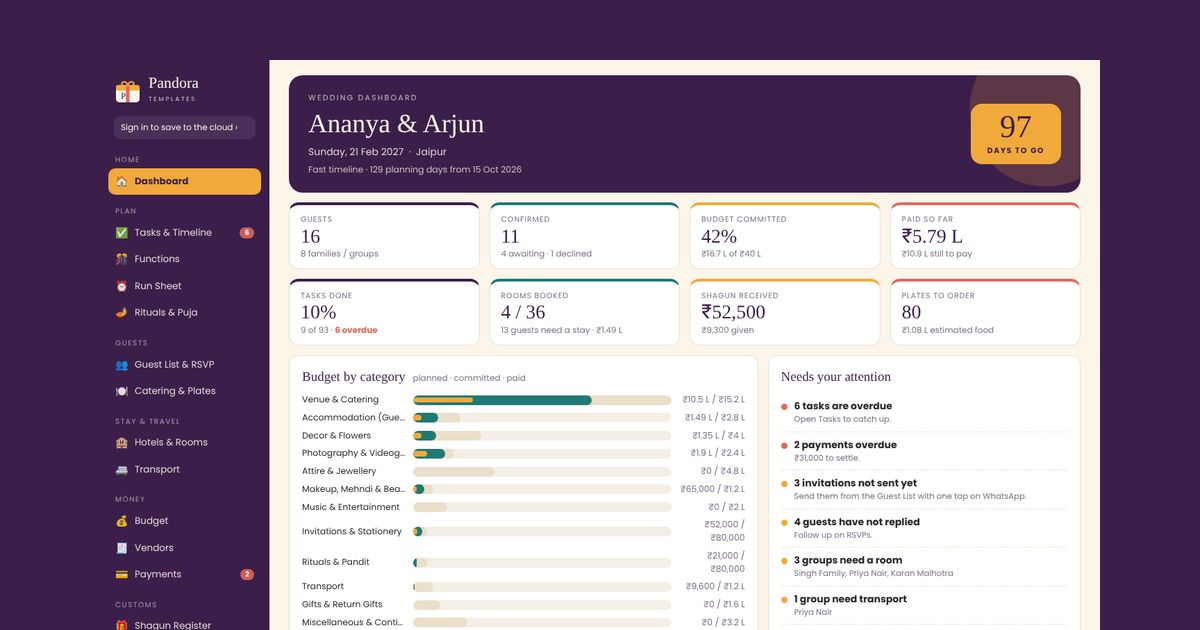 Pandora
TEMPLATES
Sign in to save to the cloud ›
HOME
Dashboard
PLAN
Tasks & Timeline 6
Functions
Run Sheet
Rituals & Puja
GUESTS
Guest List & RSVP
Catering & Plates
STAY & TRAVEL
Hotels & Rooms
Transport
MONEY
Budget
Vendors
Payments 2
CUSTOMS
Shagun Register
WEDDING DASHBOARD
Ananya & Arjun
Sunday, 21 Feb 2027 · Jaipur
Fast timeline · 129 planning days from 15 Oct 2026
97
DAYS TO GO
GUESTS
16
8 families / groups
CONFIRMED
11
4 awaiting · 1 declined
BUDGET COMMITTED
42%
₹16.7 L of ₹40 L
PAID SO FAR
₹5.79 L
₹10.9 L still to pay
TASKS DONE
10%
9 of 93 · 6 overdue
ROOMS BOOKED
4 / 36
13 guests need a stay · ₹1.49 L
SHAGUN RECEIVED
₹52,500
₹9,300 given
PLATES TO ORDER
80
₹1.08 L estimated food
Budget by category planned · committed · paid
Venue & Catering ₹10.5 L / ₹15.2 L
Accommodation (Gue... ₹1.49 L / ₹2.8 L
Decor & Flowers ₹1.35 L / ₹4 L
Photography & Videog... ₹1.9 L / ₹2.4 L
Attire & Jewellery ₹0 / ₹4.8 L
Makeup, Mehndi & Bea... ₹65,000 / ₹1.2 L
Music & Entertainment ₹0 / ₹2 L
Invitations & Stationery ₹52,000 /
₹80,000
Rituals & Pandit ₹21,000 /
₹80,000
Transport ₹9,600 / ₹1.2 L
Gifts & Return Gifts ₹0 / ₹1.6 L
Miscellaneous & Conti... ₹0 / ₹3.2 L
Needs your attention
6 tasks are overdue
Open Tasks to catch up.
2 payments overdue
₹31,000 to settle.
3 invitations not sent yet
Send them from the Guest List with one tap on WhatsApp.
4 guests have not replied
Follow up on RSVPs.
3 groups need a room
Singh Family, Priya Nair, Karan Malhotra
1 group need transport
Priya Nair